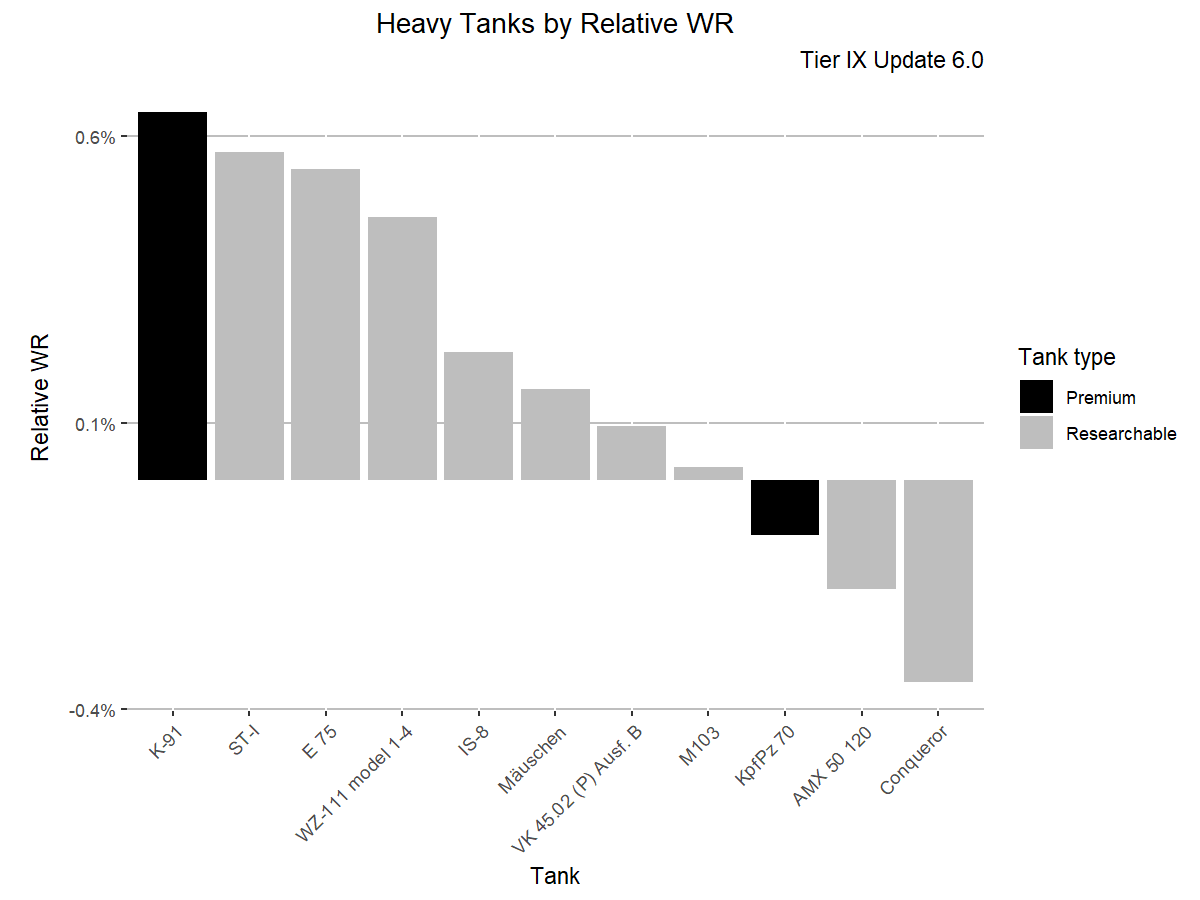 Heavy Tanks by Relative WR
Tier IX Update 6.0
Relative WR
0.6%
0.1%
-0.4%
K-91
ST-I
E 75
WZ-111 model 1-4
IS-8
Mäuschen
VK 45.02 (P) Ausf. B
M103
KpfPz 70
AMX 50 120
Conqueror
Tank
Tank type
Premium
Researchable